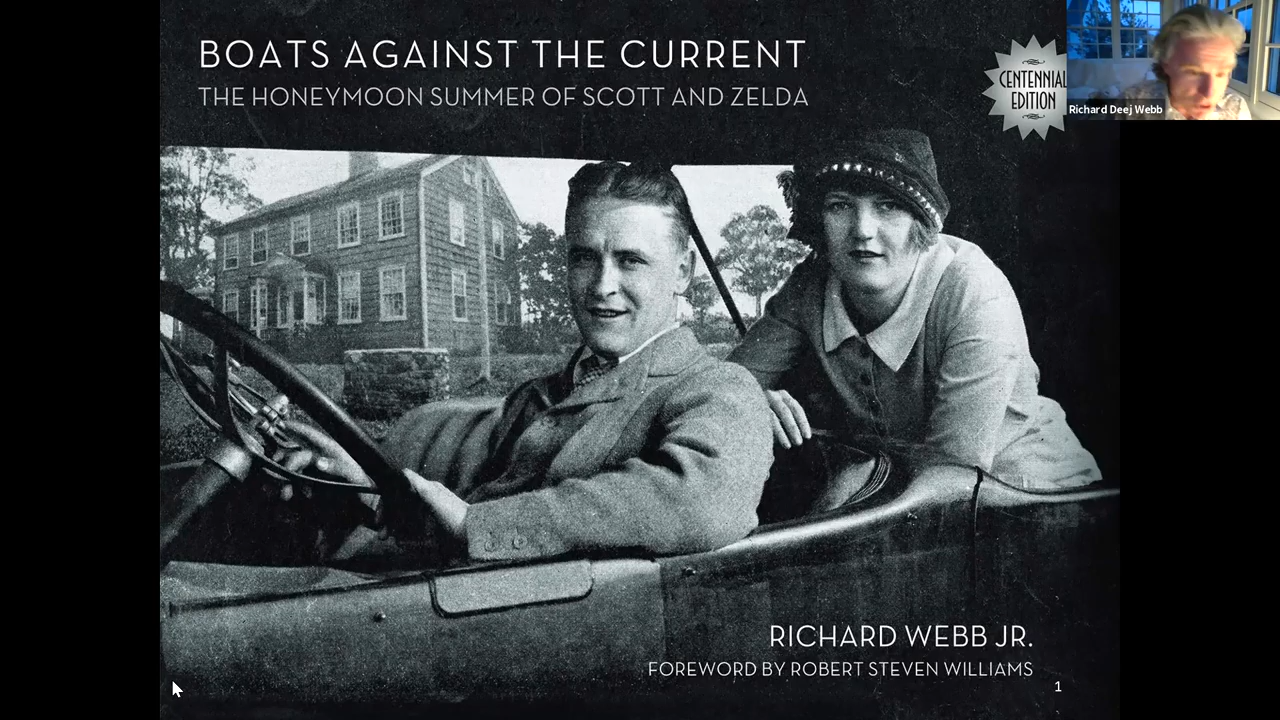 BOATS AGAINST THE CURRENT
THE HONEYMOON SUMMER OF SCOTT AND ZELDA
CENTENNIAL
EDITION
Richard Deej Webb
RICHARD WEBB JR.
FOREWORD BY ROBERT STEVEN WILLIAMS
1